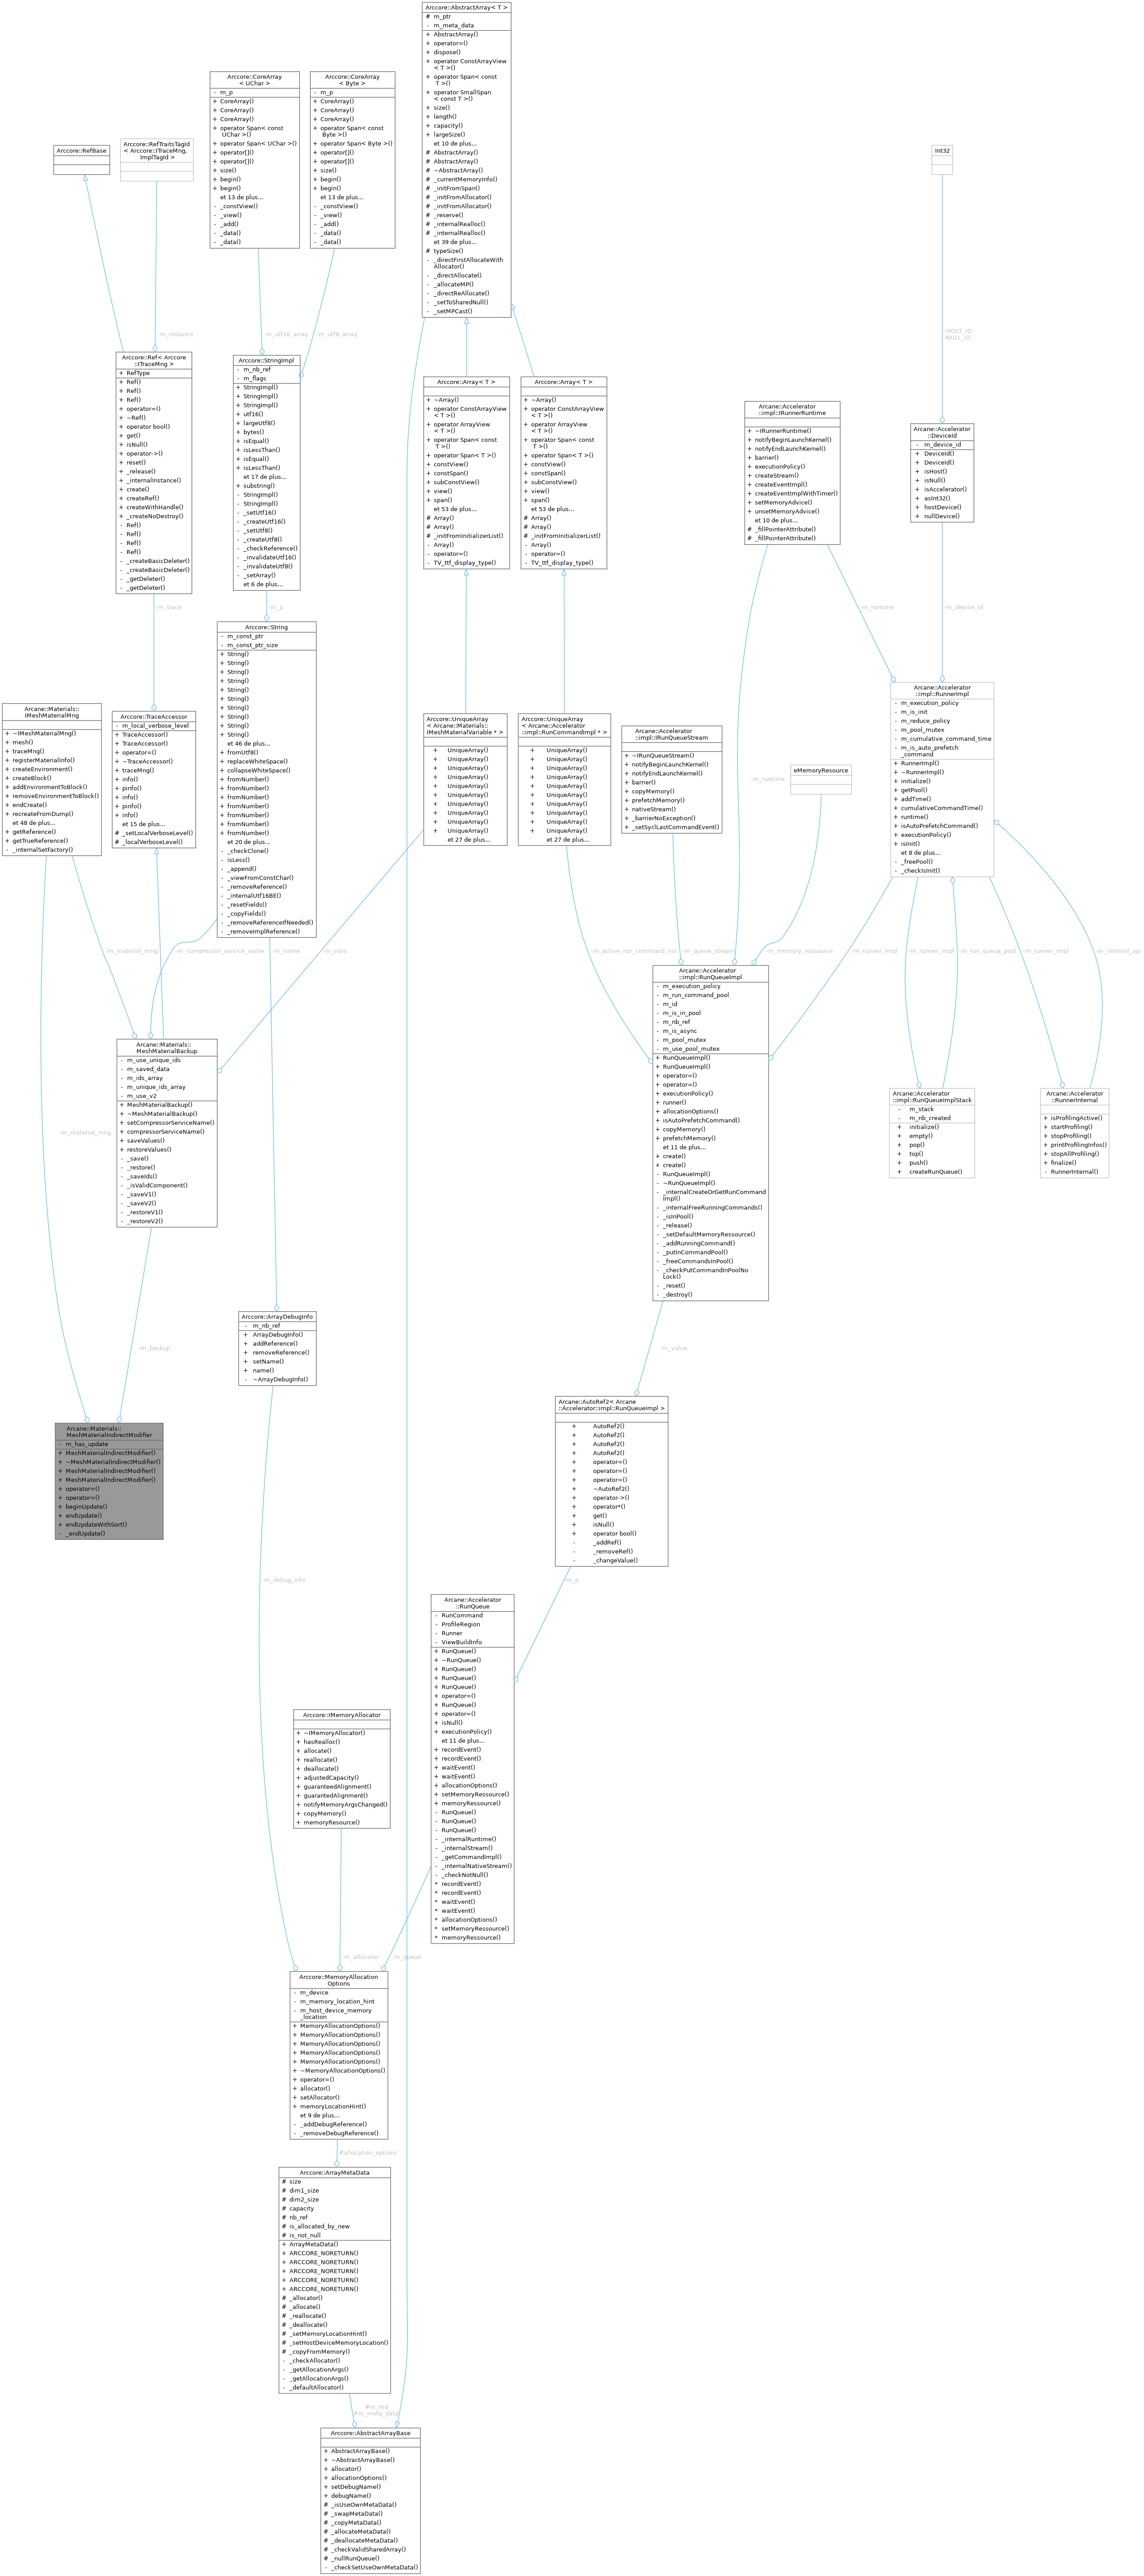 Arccore::AbstractArray< T >
# m_ptr
- m_meta_data
+ AbstractArray()
+ operator=()
+ dispose()
+ operator ConstArrayView
< T >()
+ operator Span< const
T >()
+ operator SmallSpan
< const T >()
+ size()
+ length()
+ capacity()
+ largeSize()
et 10 de plus...
# AbstractArray()
# AbstractArray()
# ~AbstractArray()
# _currentMemoryInfo()
# _initFromSpan()
# _initFromAllocator()
# _initFromAllocator()
# _reserve()
# _internalRealloc()
# _internalRealloc()
et 39 de plus...
# typeSize()
- _directFirstAllocateWith
Allocator()
- _directAllocate()
- _allocateMP()
- _directReAllocate()
- _setToSharedNull()
- _setMPCast()
Arccore::CoreArray
< UChar >
- m_p
+ CoreArray()
+ CoreArray()
+ CoreArray()
+ operator Span< const
UChar >()
+ operator Span< UChar >()
+ operator[]()
+ operator[]()
+ size()
+ begin()
+ begin()
et 13 de plus...
- _constView()
- _view()
- _add()
- _data()
- _data()
Arccore::CoreArray
< Byte >
- m_p
+ CoreArray()
+ CoreArray()
+ CoreArray()
+ operator Span< const
Byte >()
+ operator Span< Byte >()
+ operator[]()
+ operator[]()
+ size()
+ begin()
+ begin()
et 13 de plus...
- _constView()
- _view()
- _add()
- _data()
- _data()
Arccore::RefBase
Arccore::RefTraitsTagId
< Arccore::ITraceMng,
ImplTagId >
Int32
-m_instance
-m_utf16_array
-m_utf8_array
-HOST_ID
-NULL_ID
Arccore::Ref< Arccore
::ITraceMng >
+ RefType
+ Ref()
+ Ref()
+ Ref()
+ operator=()
+ ~Ref()
+ operator bool()
+ get()
+ isNull()
+ operator->()
+ reset()
+ _release()
+ _internalInstance()
+ create()
+ createRef()
+ createWithHandle()
+ _createNoDestroy()
- Ref()
- Ref()
- Ref()
- Ref()
- _createBasicDeleter()
- _createBasicDeleter()
- _getDeleter()
- _getDeleter()
Arccore::StringImpl
- m_nb_ref
- m_flags
+ StringImpl()
+ StringImpl()
+ StringImpl()
+ utf16()
+ largeUtf8()
+ bytes()
+ isEqual()
+ isLessThan()
+ isEqual()
+ isLessThan()
et 17 de plus...
+ substring()
- StringImpl()
- StringImpl()
- _setUtf16()
- _createUtf16()
- _setUtf8()
- _createUtf8()
- _checkReference()
- _invalidateUtf16()
- _invalidateUtf8()
- _setArray()
et 6 de plus...
Arccore::Array< T >
+ ~Array()
+ operator ConstArrayView
< T >()
+ operator ArrayView
< T >()
+ operator Span< const
T >()
+ operator Span< T >()
+ constView()
+ constSpan()
+ subConstView()
+ view()
+ span()
et 53 de plus...
# Array()
# Array()
# _initFromInitializerList()
- Array()
- operator=()
- TV_ttf_display_type()
Arccore::Array< T >
+ ~Array()
+ operator ConstArrayView
< T >()
+ operator ArrayView
< T >()
+ operator Span< const
T >()
+ operator Span< T >()
+ constView()
+ constSpan()
+ subConstView()
+ view()
+ span()
et 53 de plus...
# Array()
# Array()
# _initFromInitializerList()
- Array()
- operator=()
- TV_ttf_display_type()
Arcane::Accelerator
::impl::IRunnerRuntime
+ ~IRunnerRuntime()
+ notifyBeginLaunchKernel()
+ notifyEndLaunchKernel()
+ barrier()
+ executionPolicy()
+ createStream()
+ createEventImpl()
+ createEventImplWithTimer()
+ setMemoryAdvice()
+ unsetMemoryAdvice()
et 10 de plus...
# _fillPointerAttribute()
# _fillPointerAttribute()
Arcane::Accelerator
::DeviceId
- m_device_id
+ DeviceId()
+ DeviceId()
+ isHost()
+ isNull()
+ isAccelerator()
+ asInt32()
+ hostDevice()
+ nullDevice()
-m_trace
-m_p
-m_runtime
-m_device_id
Arccore::String
- m_const_ptr
- m_const_ptr_size
+ String()
+ String()
+ String()
+ String()
+ String()
+ String()
+ String()
+ String()
+ String()
+ String()
et 46 de plus...
+ fromUtf8()
+ replaceWhiteSpace()
+ collapseWhiteSpace()
+ fromNumber()
+ fromNumber()
+ fromNumber()
+ fromNumber()
+ fromNumber()
+ fromNumber()
+ fromNumber()
et 20 de plus...
- _checkClone()
- isLess()
- _append()
- _viewFromConstChar()
- _removeReference()
- _internalUtf16BE()
- _resetFields()
- _copyFields()
- _removeReferenceIfNeeded()
- _removeImplReference()
Arcane::Materials::
IMeshMaterialMng
+ ~IMeshMaterialMng()
+ mesh()
+ traceMng()
+ registerMaterialInfo()
+ createEnvironment()
+ createBlock()
+ addEnvironmentToBlock()
+ removeEnvironmentToBlock()
+ endCreate()
+ recreateFromDump()
et 48 de plus...
+ getReference()
+ getTrueReference()
- _internalSetFactory()
Arccore::TraceAccessor
- m_local_verbose_level
+ TraceAccessor()
+ TraceAccessor()
+ operator=()
+ ~TraceAccessor()
+ traceMng()
+ info()
+ pinfo()
+ info()
+ pinfo()
+ info()
et 15 de plus...
# _setLocalVerboseLevel()
# _localVerboseLevel()
Arccore::UniqueArray
< Arcane::Materials::
IMeshMaterialVariable * >
+ UniqueArray()
+ UniqueArray()
+ UniqueArray()
+ UniqueArray()
+ UniqueArray()
+ UniqueArray()
+ UniqueArray()
+ UniqueArray()
+ UniqueArray()
+ UniqueArray()
et 27 de plus...
Arccore::UniqueArray
< Arcane::Accelerator
::impl::RunCommandImpl * >
+ UniqueArray()
+ UniqueArray()
+ UniqueArray()
+ UniqueArray()
+ UniqueArray()
+ UniqueArray()
+ UniqueArray()
+ UniqueArray()
+ UniqueArray()
+ UniqueArray()
et 27 de plus...
Arcane::Accelerator
::impl::IRunQueueStream
+ ~IRunQueueStream()
+ notifyBeginLaunchKernel()
+ notifyEndLaunchKernel()
+ barrier()
+ copyMemory()
+ prefetchMemory()
+ nativeStream()
+ _barrierNoException()
+ _setSyclLastCommandEvent()
-m_runtime
eMemoryResource
Arcane::Accelerator
::impl::RunnerImpl
- m_execution_policy
- m_is_init
- m_reduce_policy
- m_pool_mutex
- m_cumulative_command_time
- m_is_auto_prefetch
_command
+ RunnerImpl()
+ ~RunnerImpl()
+ initialize()
+ getPool()
+ addTime()
+ cumulativeCommandTime()
+ runtime()
+ isAutoPrefetchCommand()
+ executionPolicy()
+ isInit()
et 8 de plus...
- _freePool()
- _checkIsInit()
-m_material_mng
-m_compressor_service_name
-m_name
-m_vars
-m_active_run_command_list
-m_queue_stream
-m_memory_ressource
-m_runner_impl
-m_runner_impl
-m_run_queue_pool
-m_runner_impl
-m_internal_api
Arcane::Accelerator
::impl::RunQueueImpl
- m_execution_policy
- m_run_command_pool
- m_id
- m_is_in_pool
- m_nb_ref
- m_is_async
- m_pool_mutex
- m_use_pool_mutex
+ RunQueueImpl()
+ RunQueueImpl()
+ operator=()
+ operator=()
+ executionPolicy()
+ runner()
+ allocationOptions()
+ isAutoPrefetchCommand()
+ copyMemory()
+ prefetchMemory()
et 11 de plus...
+ create()
+ create()
- RunQueueImpl()
- ~RunQueueImpl()
- _internalCreateOrGetRunCommand
Impl()
- _internalFreeRunningCommands()
- _isInPool()
- _release()
- _setDefaultMemoryRessource()
- _addRunningCommand()
- _putInCommandPool()
- _freeCommandsInPool()
- _checkPutCommandInPoolNo
Lock()
- _reset()
- _destroy()
Arcane::Materials::
MeshMaterialBackup
- m_use_unique_ids
- m_saved_data
- m_ids_array
- m_unique_ids_array
- m_use_v2
+ MeshMaterialBackup()
+ ~MeshMaterialBackup()
+ setCompressorServiceName()
+ compressorServiceName()
+ saveValues()
+ restoreValues()
- _save()
- _restore()
- _saveIds()
- _isValidComponent()
- _saveV1()
- _saveV2()
- _restoreV1()
- _restoreV2()
-m_material_mng
Arcane::Accelerator
::impl::RunQueueImplStack
- m_stack
- m_nb_created
+ initialize()
+ empty()
+ pop()
+ top()
+ push()
+ createRunQueue()
Arcane::Accelerator
::RunnerInternal
+ isProfilingActive()
+ startProfiling()
+ stopProfiling()
+ printProfilingInfos()
+ stopAllProfiling()
+ finalize()
- RunnerInternal()
Arccore::ArrayDebugInfo
- m_nb_ref
+ ArrayDebugInfo()
+ addReference()
+ removeReference()
+ setName()
+ name()
- ~ArrayDebugInfo()
-m_backup
-m_value
Arcane::AutoRef2< Arcane
::Accelerator::impl::RunQueueImpl >
+ AutoRef2()
+ AutoRef2()
+ AutoRef2()
+ AutoRef2()
+ operator=()
+ operator=()
+ operator=()
+ ~AutoRef2()
+ operator->()
+ operator*()
+ get()
+ isNull()
+ operator bool()
- _addRef()
- _removeRef()
- _changeValue()
Arcane::Materials::
MeshMaterialIndirectModifier
- m_has_update
+ MeshMaterialIndirectModifier()
+ ~MeshMaterialIndirectModifier()
+ MeshMaterialIndirectModifier()
+ MeshMaterialIndirectModifier()
+ operator=()
+ operator=()
+ beginUpdate()
+ endUpdate()
+ endUpdateWithSort()
- _endUpdate()
-m_debug_info
-m_p
Arcane::Accelerator
::RunQueue
- RunCommand
- ProfileRegion
- Runner
- ViewBuildInfo
+ RunQueue()
+ ~RunQueue()
+ RunQueue()
+ RunQueue()
+ RunQueue()
+ operator=()
+ RunQueue()
+ operator=()
+ isNull()
+ executionPolicy()
et 11 de plus...
+ recordEvent()
+ recordEvent()
+ waitEvent()
+ waitEvent()
+ allocationOptions()
+ setMemoryRessource()
+ memoryRessource()
- RunQueue()
- RunQueue()
- RunQueue()
- _internalRuntime()
- _internalStream()
- _getCommandImpl()
- _internalNativeStream()
- _checkNotNull()
* recordEvent()
* recordEvent()
* waitEvent()
* waitEvent()
* allocationOptions()
* setMemoryRessource()
* memoryRessource()
Arccore::IMemoryAllocator
+ ~IMemoryAllocator()
+ hasRealloc()
+ allocate()
+ reallocate()
+ deallocate()
+ adjustedCapacity()
+ guaranteedAlignment()
+ guarantedAlignment()
+ notifyMemoryArgsChanged()
+ copyMemory()
+ memoryResource()
-m_allocator
-m_queue
Arccore::MemoryAllocation
Options
- m_device
- m_memory_location_hint
- m_host_device_memory
_location
+ MemoryAllocationOptions()
+ MemoryAllocationOptions()
+ MemoryAllocationOptions()
+ MemoryAllocationOptions()
+ MemoryAllocationOptions()
+ ~MemoryAllocationOptions()
+ operator=()
+ allocator()
+ setAllocator()
+ memoryLocationHint()
et 9 de plus...
- _addDebugReference()
- _removeDebugReference()
#allocation_options
Arccore::ArrayMetaData
# size
# dim1_size
# dim2_size
# capacity
# nb_ref
# is_allocated_by_new
# is_not_null
+ ArrayMetaData()
+ ARCCORE_NORETURN()
+ ARCCORE_NORETURN()
+ ARCCORE_NORETURN()
+ ARCCORE_NORETURN()
+ ARCCORE_NORETURN()
# _allocator()
# _allocate()
# _reallocate()
# _deallocate()
# _setMemoryLocationHint()
# _setHostDeviceMemoryLocation()
# _copyFromMemory()
- _checkAllocator()
- _getAllocationArgs()
- _getAllocationArgs()
- _defaultAllocator()
#m_md
#m_meta_data
Arccore::AbstractArrayBase
+ AbstractArrayBase()
+ ~AbstractArrayBase()
+ allocator()
+ allocationOptions()
+ setDebugName()
+ debugName()
# _isUseOwnMetaData()
# _swapMetaData()
# _copyMetaData()
# _allocateMetaData()
# _deallocateMetaData()
# _checkValidSharedArray()
# _nullRunQueue()
- _checkSetUseOwnMetaData()